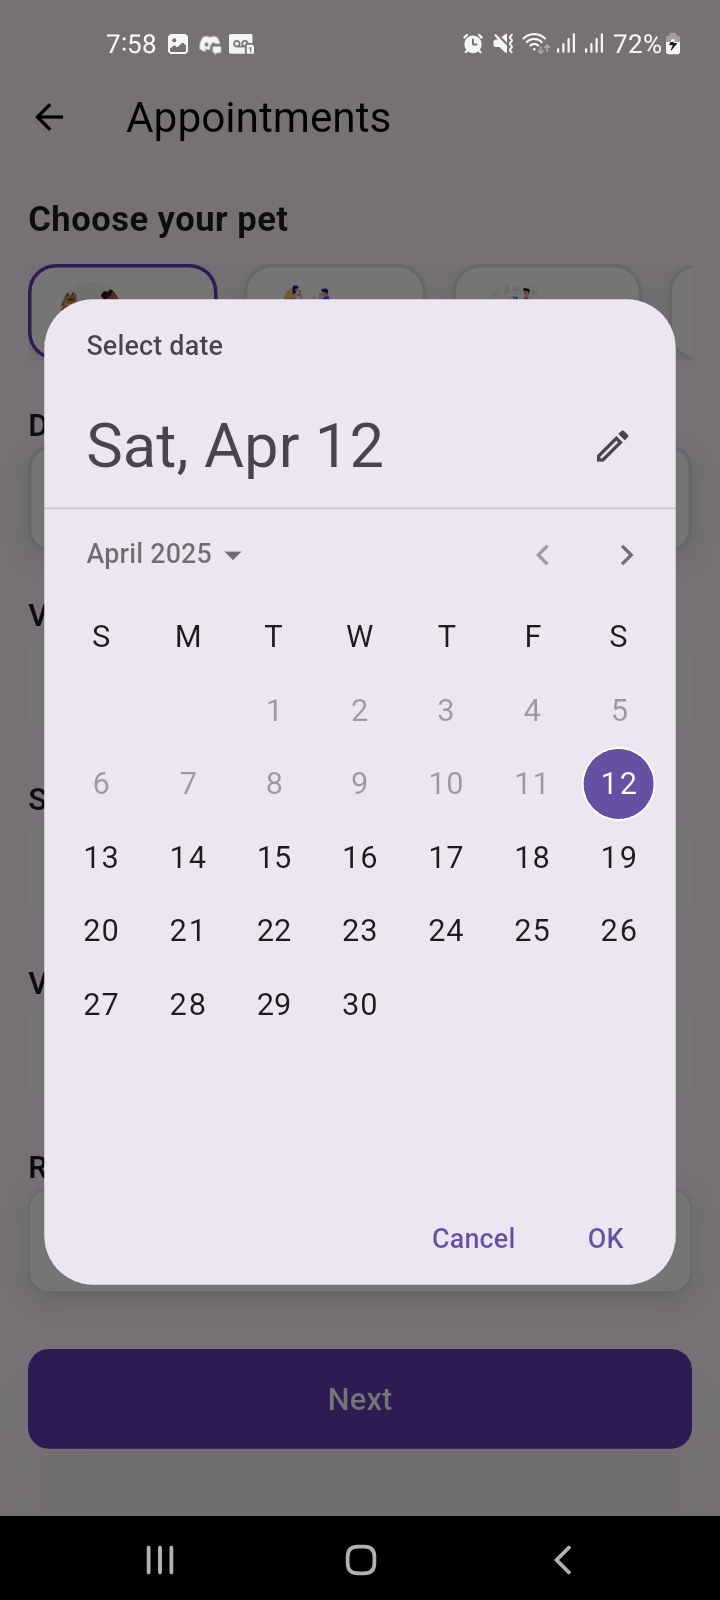 7:58 72%
Appointments
Choose your pet
Select date
D
Sat, Apr 12
April 2025
V
S M T W T F S
1 2 3 4 5
6 7 8 9 10 11 12
S
13 14 15 16 17 18 19
20 21 22 23 24 25 26
V
27 28 29 30
R
Cancel OK
Next